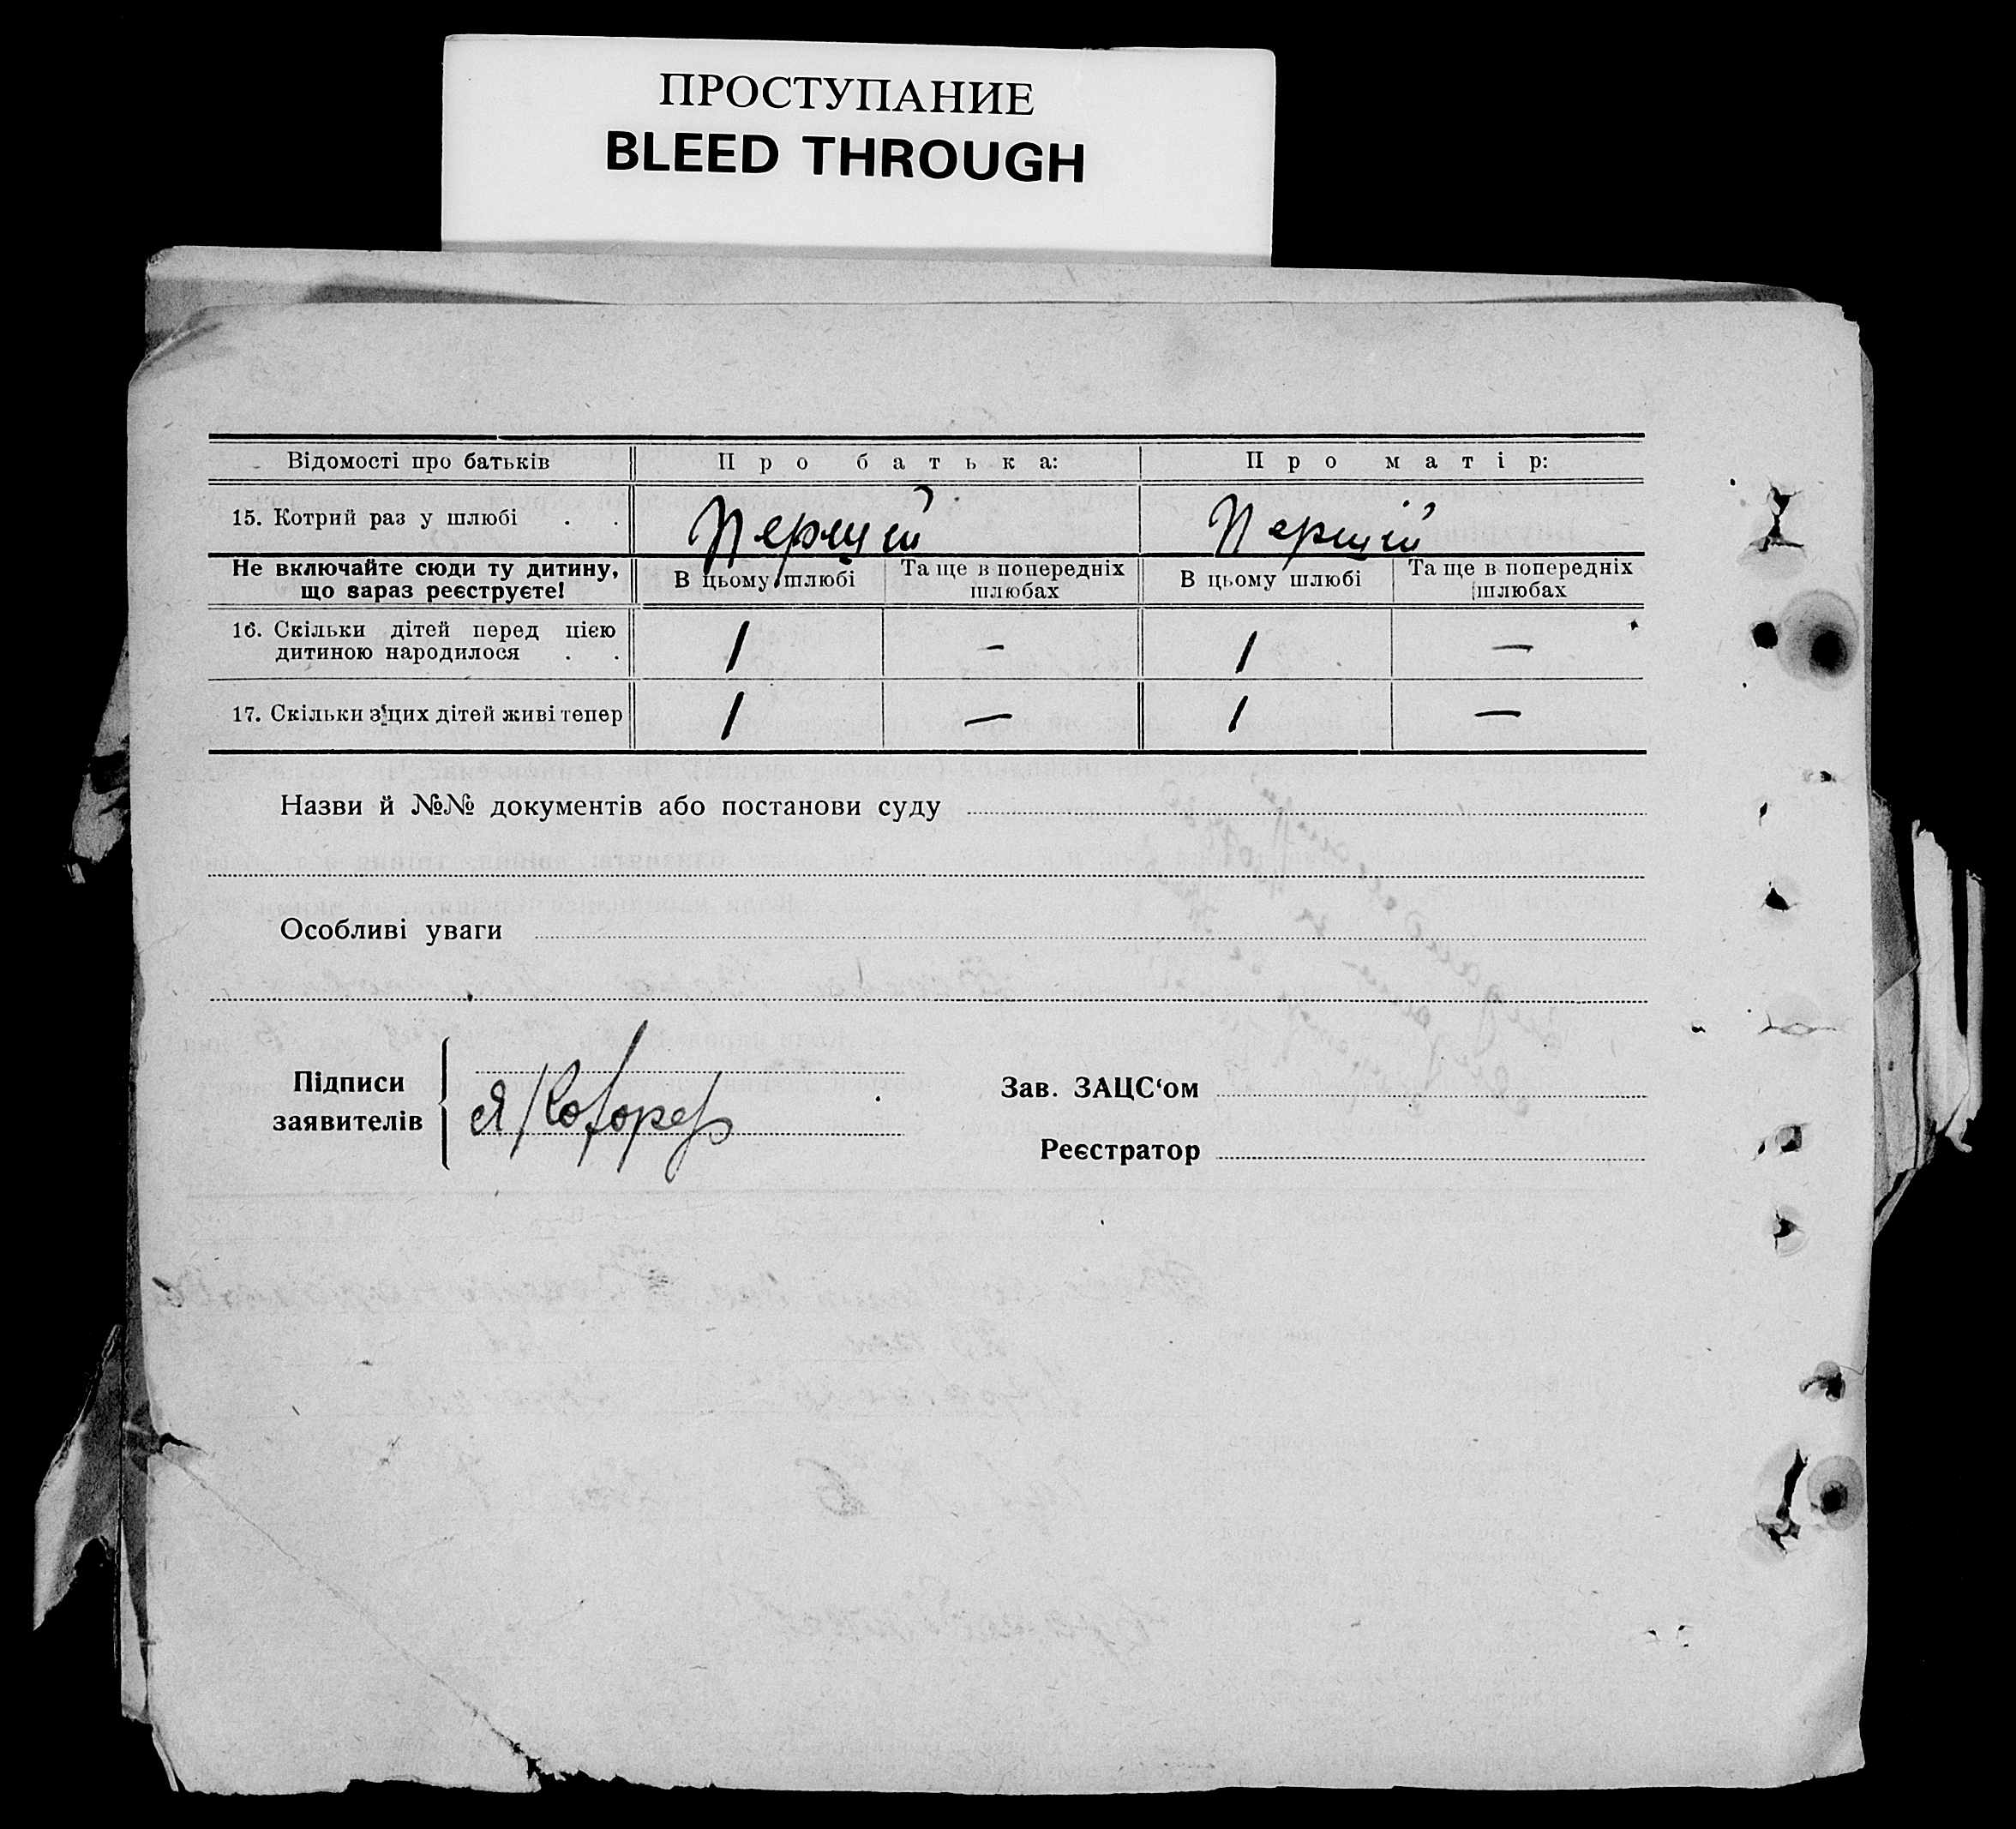 ПРОСТУПАНИЕ
BLEED THROUGH
Відомості про батьків Про батька: Про матір:
15. Котрий раз у шлюбі . . Перший Перший
Не включайте сюди ту дитину, що зараз реєструєте! В цьому шлюбі Та ще в попередніх шлюбах В цьому шлюбі Та ще в попередніх шлюбах
16. Скільки дітей перед цією
дитиною народилося . . 1 — 1 —
17. Скільки з цих дітей живі тепер 1 — 1 —
Назви й №№ документів або постанови суду
Особливі уваги
Підписи
заявителів
Зав. ЗАЦС‘ом
Реєстратор